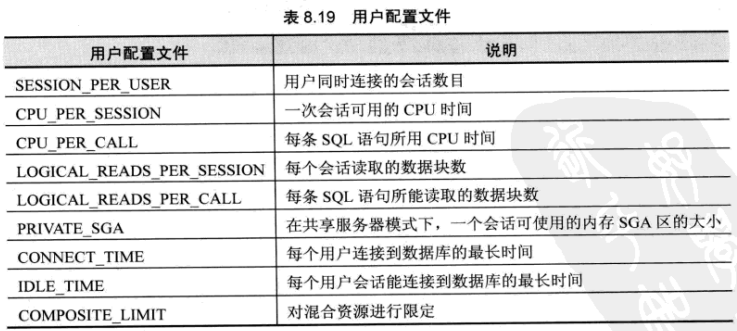 表 8.19 用户配置文件
用户配置文件 说明
SESSION_PER_USER 用户同时连接的会话数目
CPU_PER_SESSION 一次会话可用的 CPU 时间
CPU_PER_CALL 每条 SQL 语句所用 CPU 时间
LOGICAL_READS_PER_SESSION 每个会话读取的数据块数
LOGICAL_READS_PER_CALL 每条 SQL 语句所能读取的数据块数
PRIVATE_SGA 在共享服务器模式下，一个会话可使用的内存 SGA 区的大小
CONNECT_TIME 每个用户连接到数据库的最长时间
IDLE_TIME 每个用户会话能连接到数据库的最长时间
COMPOSITE_LIMIT 对混合资源进行限定